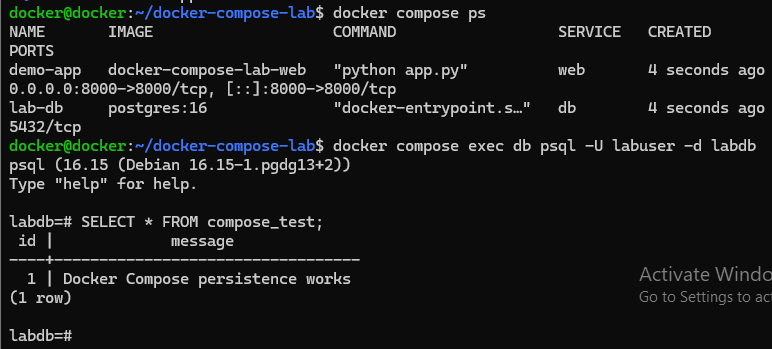 docker@docker:~/docker-compose-lab$ docker compose ps
NAME       IMAGE                    COMMAND                  SERVICE   CREATED
PORTS
demo-app   docker-compose-lab-web   "python app.py"          web       4 seconds ago
0.0.0.0:8000->8000/tcp, [::]:8000->8000/tcp
lab-db     postgres:16              "docker-entrypoint.s…"   db        4 seconds ago
5432/tcp
docker@docker:~/docker-compose-lab$ docker compose exec db psql -U labuser -d labdb
psql (16.15 (Debian 16.15-1.pgdg13+2))
Type "help" for help.
labdb=# SELECT * FROM compose_test;
 id |             message
----+----------------------------------
  1 | Docker Compose persistence works
(1 row)
labdb=#
Activate Windo
Go to Settings to ac